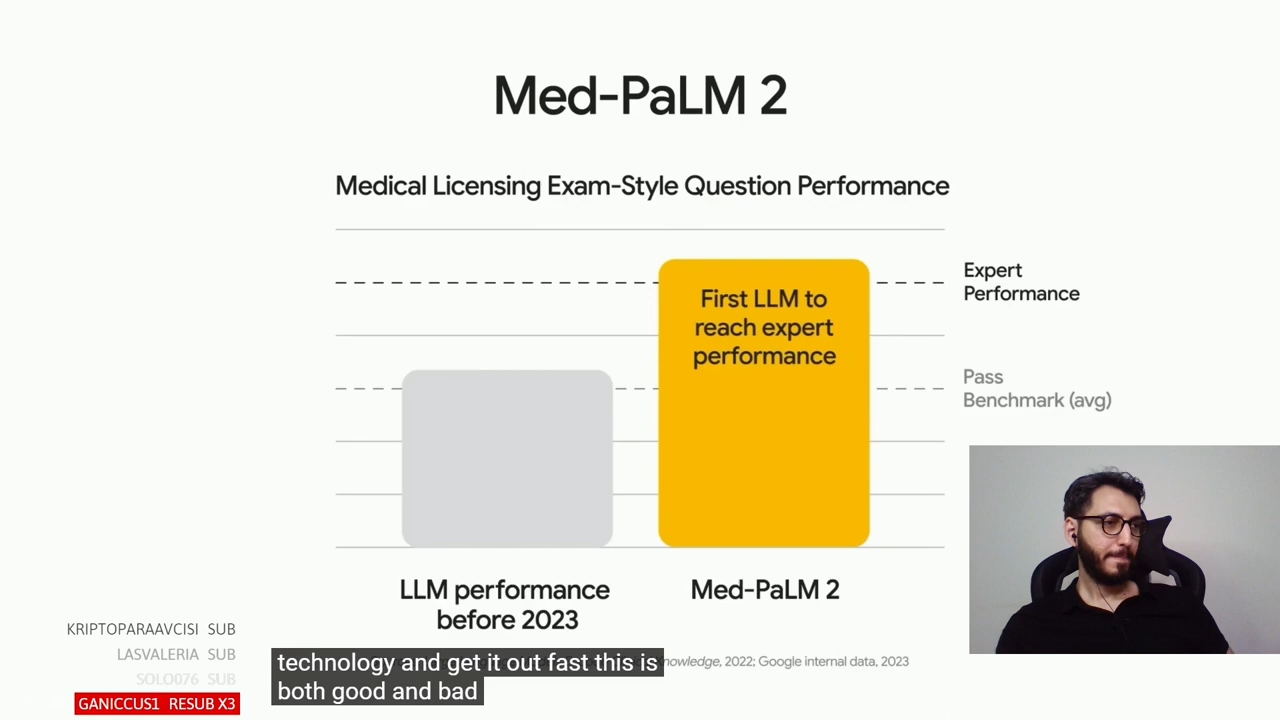 Med-PaLM 2
Medical Licensing Exam-Style Question Performance
Expert
Performance
First LLM to
reach expert
performance
Pass
Benchmark (avg)
LLM performance
before 2023
Med-PaLM 2
Knowledge, 2022; Google internal data, 2023
technology and get it out fast this is
both good and bad
KRIPTOPARAAVCISI SUB
LASVALERIA SUB
SOLO076 SUB
GANICCUS1 RESUB X3